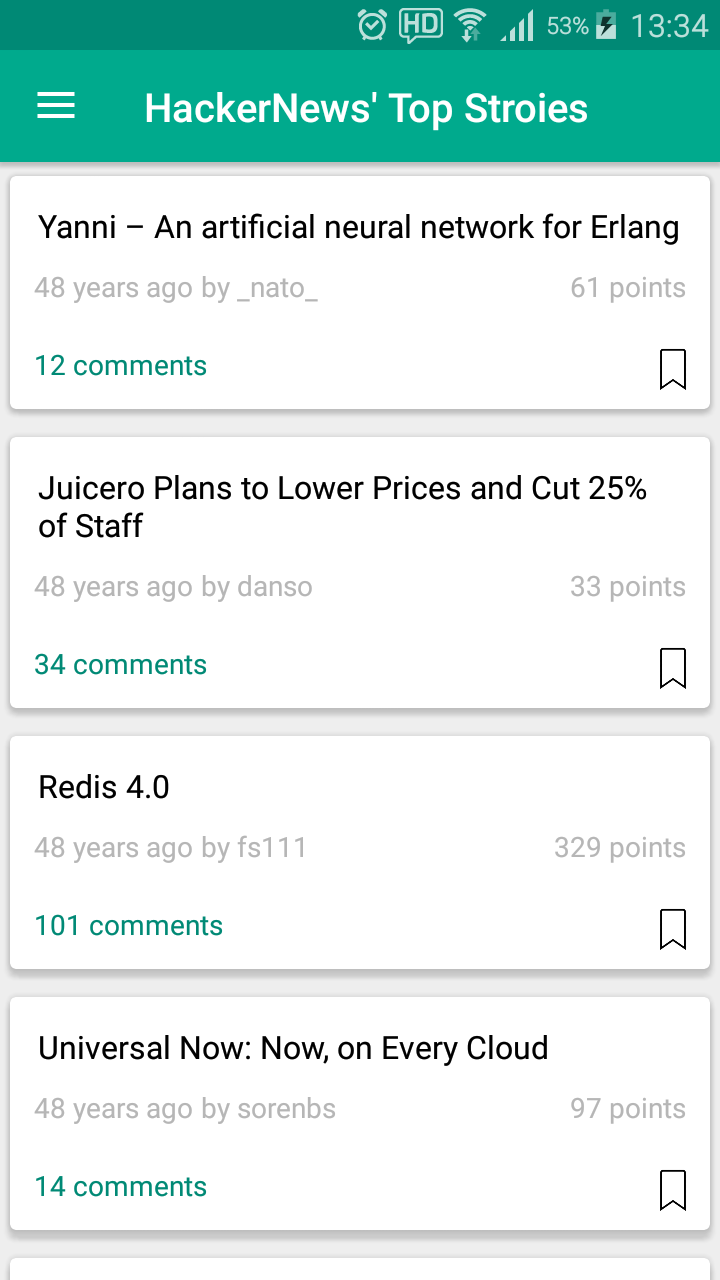 HD 53% 13:34
HackerNews' Top Stroies
Yanni – An artificial neural network for Erlang
48 years ago by _nato_ 61 points
12 comments
Juicero Plans to Lower Prices and Cut 25%
of Staff
48 years ago by danso 33 points
34 comments
Redis 4.0
48 years ago by fs111 329 points
101 comments
Universal Now: Now, on Every Cloud
48 years ago by sorenbs 97 points
14 comments